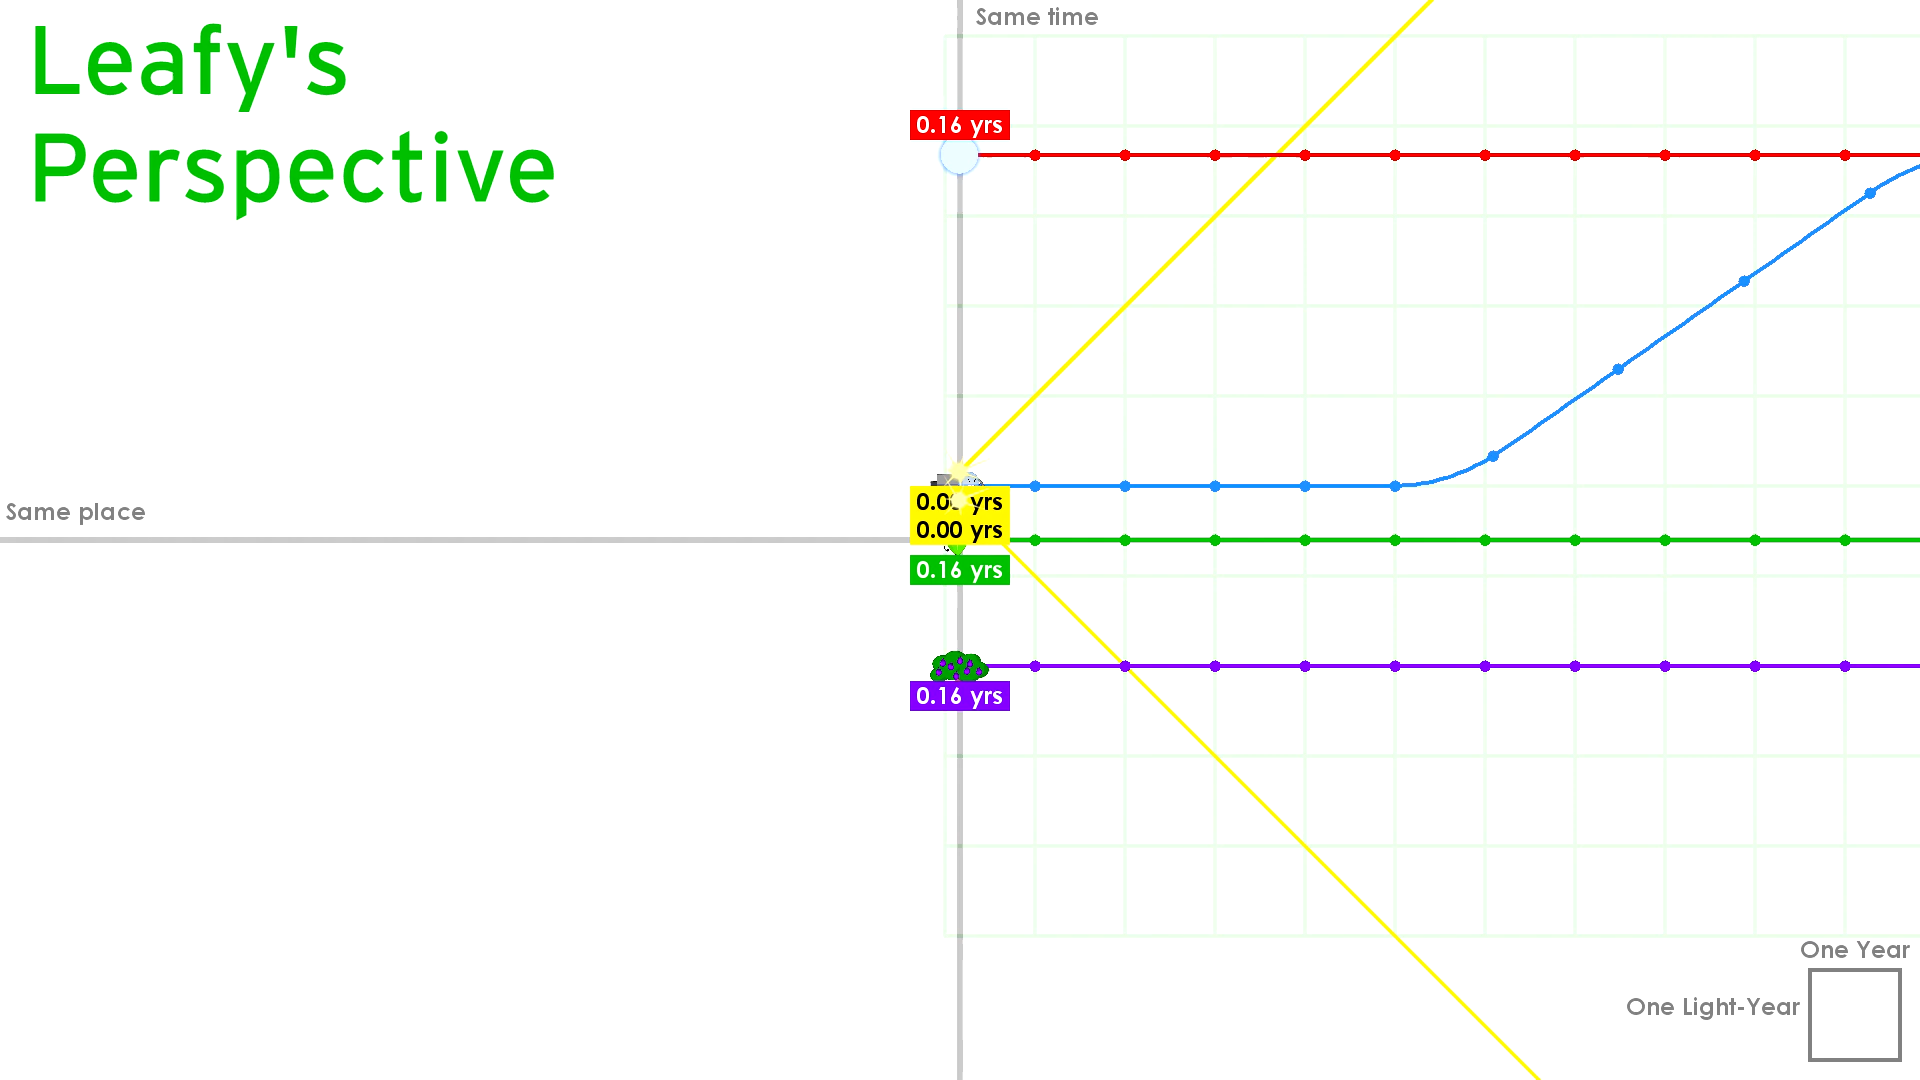 Leafy's
Perspective
Same time
0.16 yrs
Same place
yrs
0.00 yrs
0.16 yrs
0.16 yrs
One Year
One Light-Year